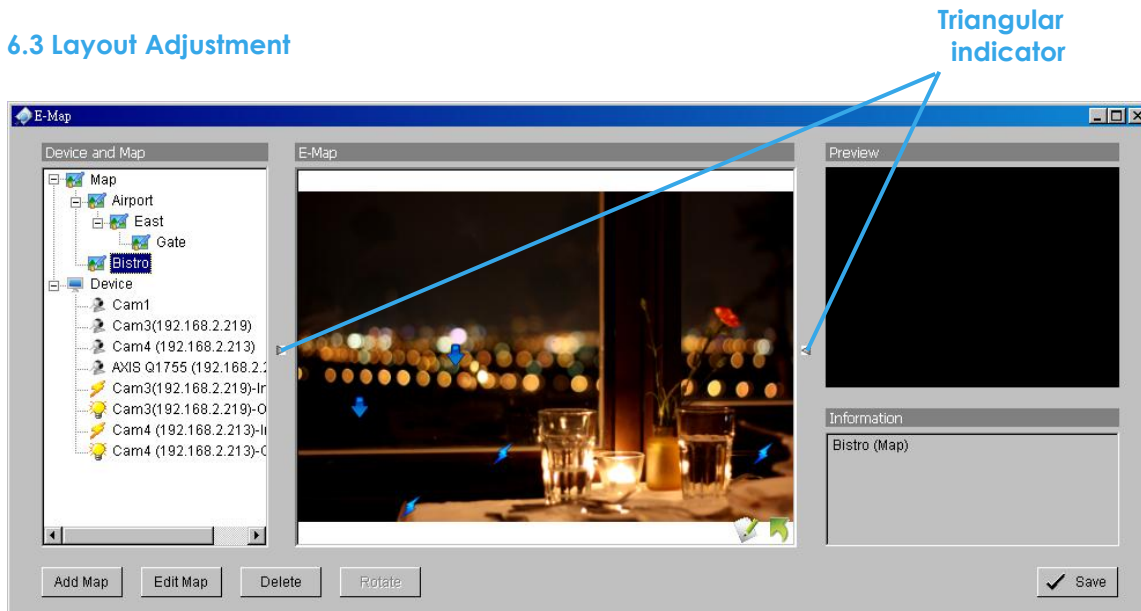 6.3 Layout Adjustment
Triangular
indicator
E-Map
Device and Map
Map
Airport
East
Gate
Bistro
Device
Cam1
Cam3(192.168.2.219)
Cam4 (192.168.2.213)
AXIS Q1755 (192.168.2.2
Cam3(192.168.2.219)-In
Cam3(192.168.2.219)-O
Cam4 (192.168.2.213)-In
Cam4 (192.168.2.213)-O
E-Map
Preview
Information
Bistro (Map)
Add Map
Edit Map
Delete
Rotate
Save